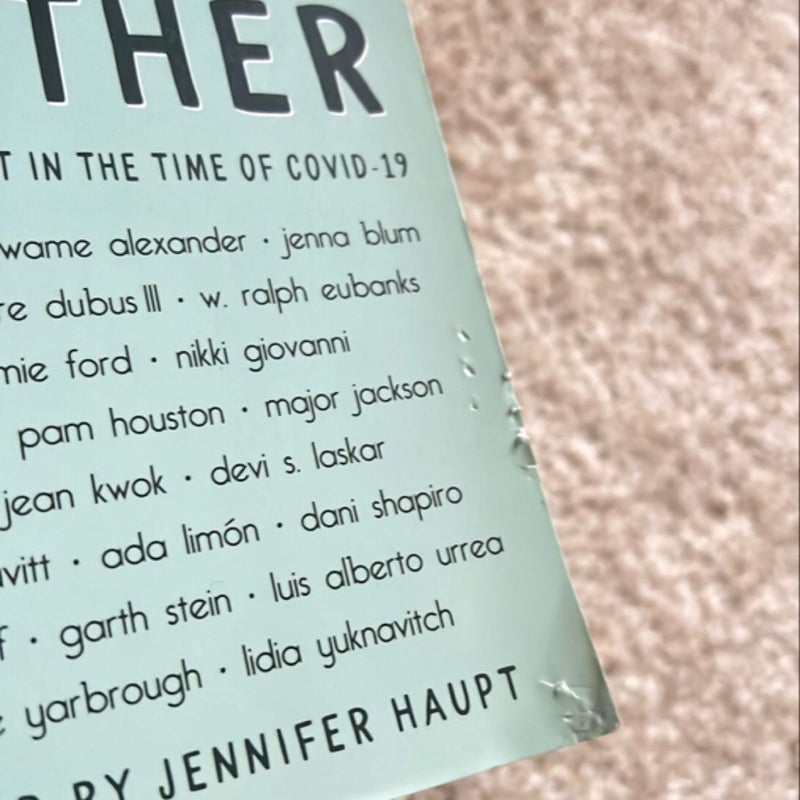 THER
T IN THE TIME OF COVID-19
wame alexander · jenna blum
re dubus III · w. ralph eubanks
mie ford · nikki giovanni
pam houston · major jackson
jean kwok · devi s. laskar
vitt · ada limón · dani shapiro
f · garth stein · luis alberto urrea
e yarbrough · lidia yuknavitch
D BY JENNIFER HAUPT